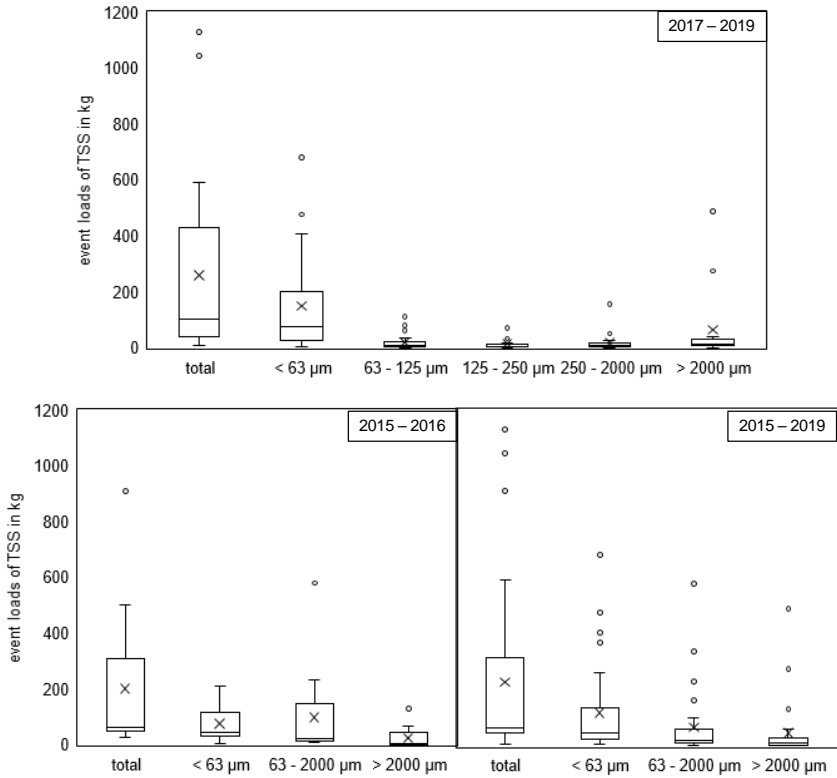 2017 – 2019
event loads of TSS in kg
1200
1000
800
600
400
200
0
total < 63 µm 63 - 125 µm 125 - 250 µm 250 - 2000 µm > 2000 µm
2015 – 2016
2015 – 2019
event loads of TSS in kg
1200
1000
800
600
400
200
0
total < 63 µm 63 - 2000 µm > 2000 µm
total < 63 µm 63 - 2000 µm > 2000 µm